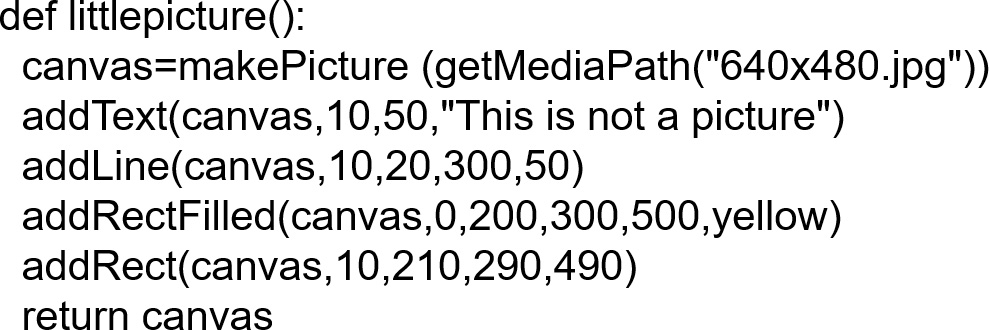 def littlepicture():
  canvas=makePicture (getMediaPath("640x480.jpg"))
  addText(canvas,10,50,"This is not a picture")
  addLine(canvas,10,20,300,50)
  addRectFilled(canvas,0,200,300,500,yellow)
  addRect(canvas,10,210,290,490)
  return canvas